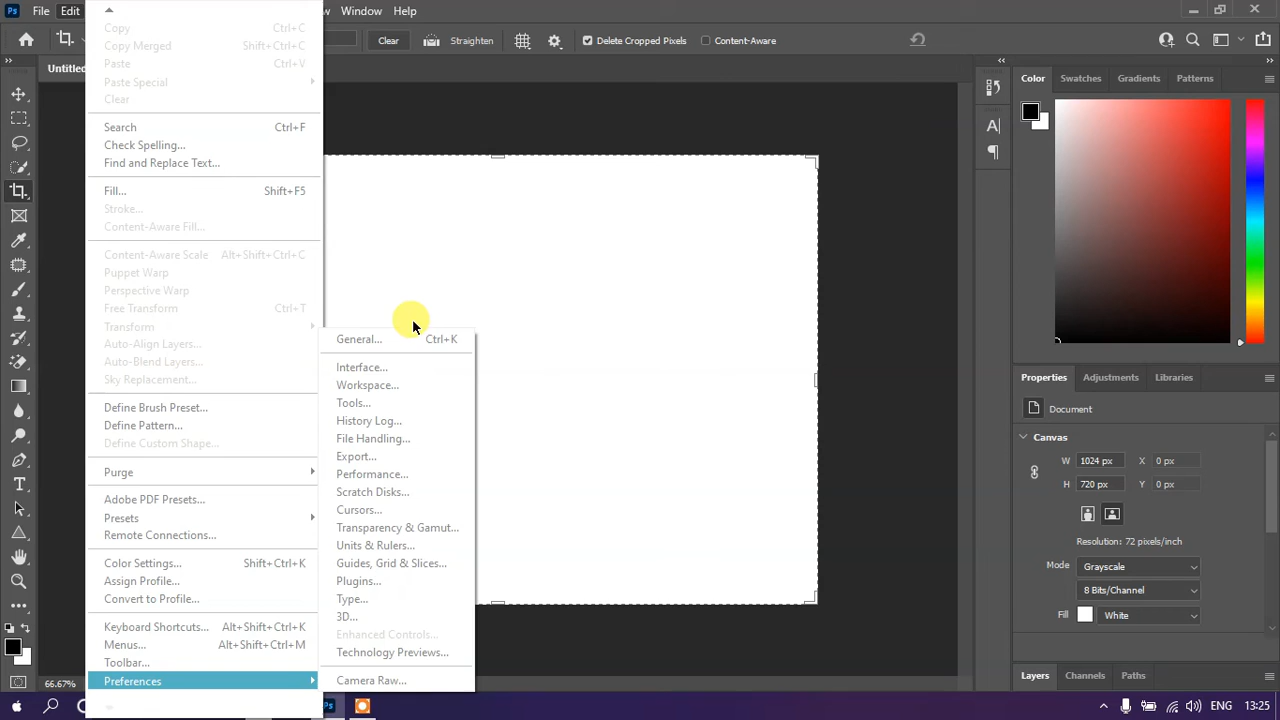 Ps File Edit Window Help
Clear Straighten Delete Cropped Pixels Content-Aware
Copy Ctrl+C
Copy Merged Shift+Ctrl+C
Paste Ctrl+V
Paste Special
Clear
Search Ctrl+F
Check Spelling...
Find and Replace Text...
Fill... Shift+F5
Stroke...
Content-Aware Fill...
Content-Aware Scale Alt+Shift+Ctrl+C
Puppet Warp
Perspective Warp
Free Transform Ctrl+T
Transform
Auto-Align Layers...
Auto-Blend Layers...
Sky Replacement...
Define Brush Preset...
Define Pattern...
Define Custom Shape...
Purge
Adobe PDF Presets...
Presets
Remote Connections...
Color Settings... Shift+Ctrl+K
Assign Profile...
Convert to Profile...
Keyboard Shortcuts... Alt+Shift+Ctrl+K
Menus... Alt+Shift+Ctrl+M
Toolbar...
Preferences
General... Ctrl+K
Interface...
Workspace...
Tools...
History Log...
File Handling...
Export...
Performance...
Scratch Disks...
Cursors...
Transparency & Gamut...
Units & Rulers...
Guides, Grid & Slices...
Plugins...
Type...
3D...
Enhanced Controls...
Technology Previews...
Camera Raw...
Color Swatches Gradients Patterns
Properties Adjustments Libraries
Document
Canvas
W 1024 px X 0 px
H 720 px Y 0 px
Resolution: 72 pixels/inch
Mode Grayscale
8 Bits/Channel
Fill White
Layers Channels Paths
66.67%
Ps 13:25